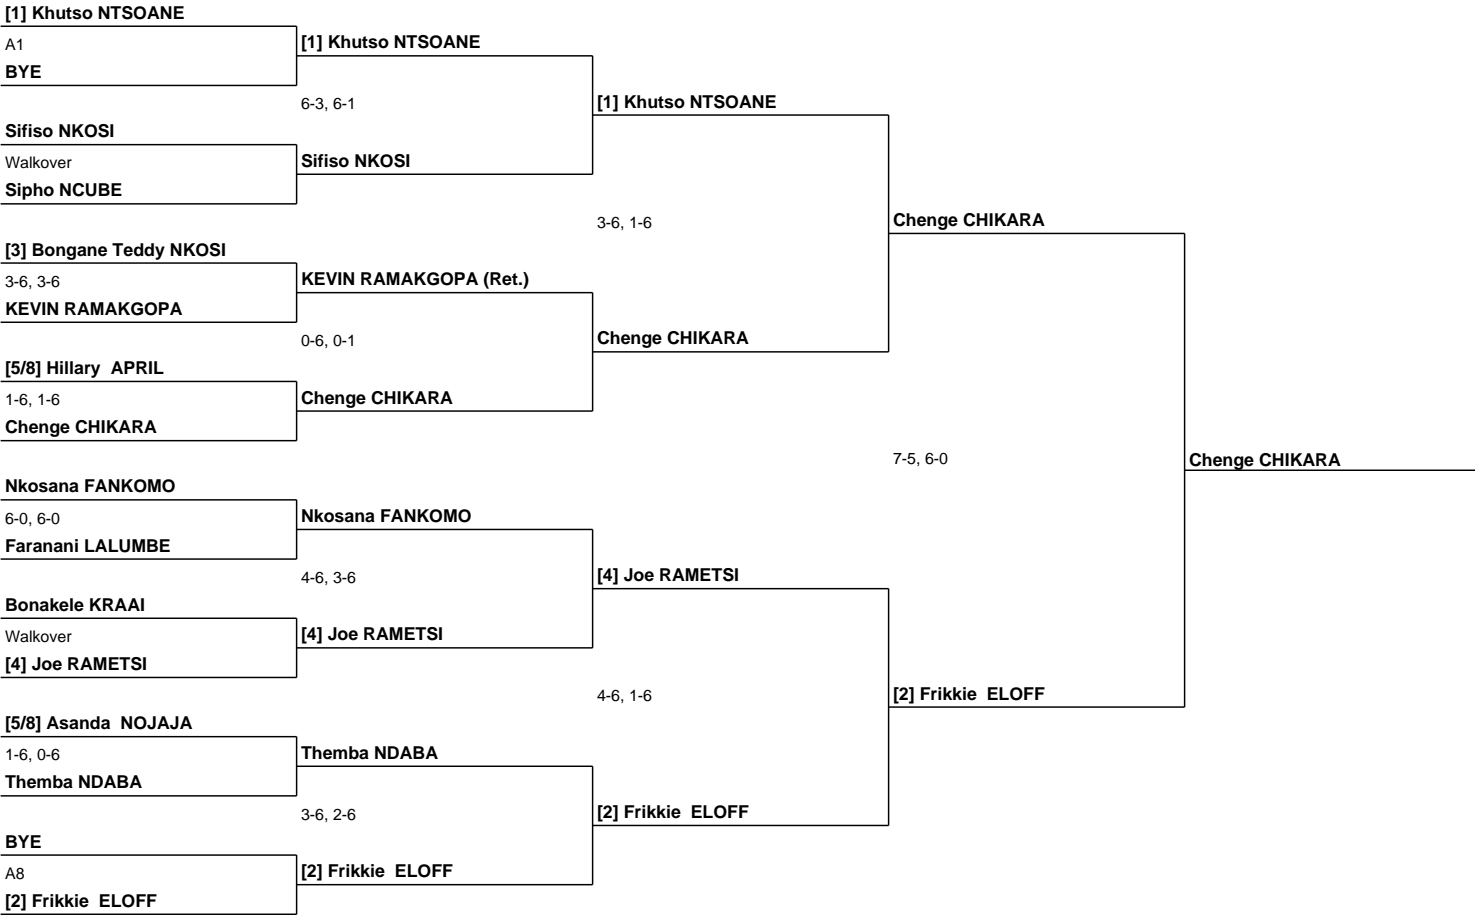 [1] Khutso NTSOANE
A1
[1] Khutso NTSOANE
BYE
6-3, 6-1
[1] Khutso NTSOANE
Sifiso NKOSI
Walkover
Sifiso NKOSI
Sipho NCUBE
3-6, 1-6
Chenge CHIKARA
[3] Bongane Teddy NKOSI
3-6, 3-6
KEVIN RAMAKGOPA (Ret.)
KEVIN RAMAKGOPA
0-6, 0-1
Chenge CHIKARA
[5/8] Hillary  APRIL
1-6, 1-6
Chenge CHIKARA
Chenge CHIKARA
7-5, 6-0
Chenge CHIKARA
Nkosana FANKOMO
6-0, 6-0
Nkosana FANKOMO
Faranani LALUMBE
4-6, 3-6
[4] Joe RAMETSI
Bonakele KRAAI
Walkover
[4] Joe RAMETSI
[4] Joe RAMETSI
4-6, 1-6
[2] Frikkie  ELOFF
[5/8] Asanda  NOJAJA
1-6, 0-6
Themba NDABA
Themba NDABA
3-6, 2-6
[2] Frikkie  ELOFF
BYE
A8
[2] Frikkie  ELOFF
[2] Frikkie  ELOFF